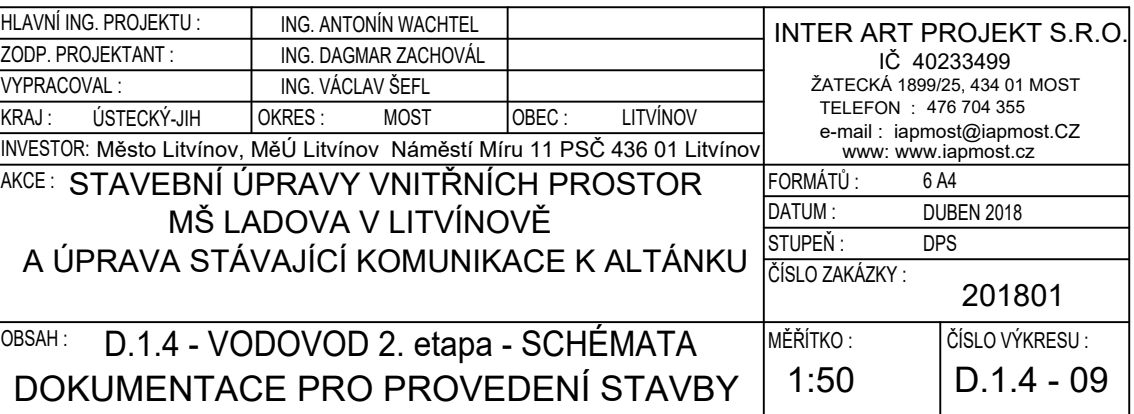 HLAVNÍ ING. PROJEKTU : ING. ANTONÍN WACHTEL
ZODP. PROJEKTANT : ING. DAGMAR ZACHOVÁL
VYPRACOVAL : ING. VÁCLAV ŠEFL
KRAJ : ÚSTECKÝ-JIH OKRES : MOST OBEC : LITVÍNOV
INVESTOR: Město Litvínov, MěÚ Litvínov Náměstí Míru 11 PSČ 436 01 Litvínov
INTER ART PROJEKT S.R.O.
IČ 40233499
ŽATECKÁ 1899/25, 434 01 MOST
TELEFON : 476 704 355
e-mail : iapmost@iapmost.CZ
www: www.iapmost.cz
AKCE : STAVEBNÍ ÚPRAVY VNITŘNÍCH PROSTOR
MŠ LADOVA V LITVÍNOVĚ
A ÚPRAVA STÁVAJÍCÍ KOMUNIKACE K ALTÁNKU
FORMÁTŮ : 6 A4
DATUM : DUBEN 2018
STUPEŇ : DPS
ČÍSLO ZAKÁZKY :
201801
OBSAH : D.1.4 - VODOVOD 2. etapa - SCHÉMATA
DOKUMENTACE PRO PROVEDENÍ STAVBY
MĚŘÍTKO :
1:50
ČÍSLO VÝKRESU :
D.1.4 - 09